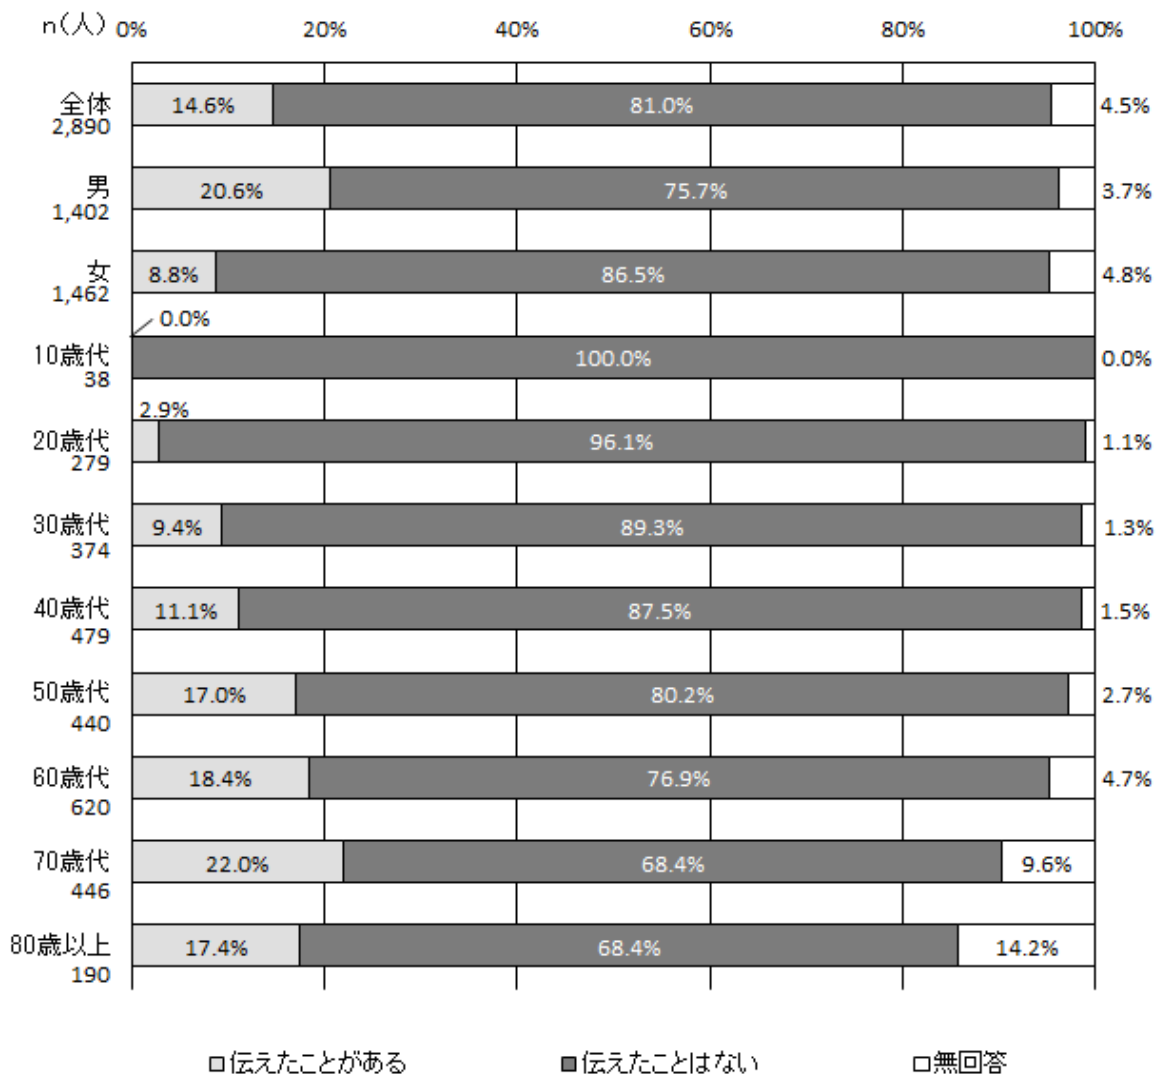 n(人) 0% 20% 40% 60% 80% 100%
全体 14.6% 81.0% 4.5%
2,890
男 20.6% 75.7% 3.7%
1,402
女 8.8% 86.5% 4.8%
1,462
0.0%
10歳代 100.0% 0.0%
38
2.9%
20歳代 96.1% 1.1%
279
30歳代 9.4% 89.3% 1.3%
374
40歳代 11.1% 87.5% 1.5%
479
50歳代 17.0% 80.2% 2.7%
440
60歳代 18.4% 76.9% 4.7%
620
70歳代 22.0% 68.4% 9.6%
446
80歳以上 17.4% 68.4% 14.2%
190
伝えたことがある 伝えたことはない 無回答